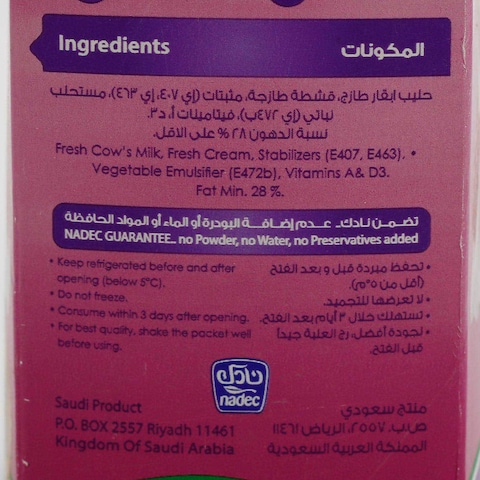 Ingredients
المكونات
حليب ابقار طازج، قشطة طازجة، مثبتات (إي ٤٠٧، إي ٤٦٣)، مستحلب
نباتي (إي ٤٧٢ب)، فيتامينات أ، د٣.
نسبة الدهون ٢٨ % على الاقل.
Fresh Cow's Milk, Fresh Cream, Stabilizers (E407, E463), •
Vegetable Emulsifier (E472b), Vitamins A& D3.
Fat Min. 28 %.
تضمن نادك.. عدم إضافة البودرة أو الماء أو المواد الحافظة
NADEC GUARANTEE.. no Powder, no Water, no Preservatives added
• Keep refrigerated before and after
opening (below 5°C).
• Do not freeze.
• Consume within 3 days after opening.
• For best quality, shake the packet well
before using.
• تحفظ مبردة قبل و بعد الفتح
(أقل من ٥°م).
• لا تعرضها للتجميد.
• تستهلك خلال ٣ أيام بعد الفتح.
• لجودة أفضل، رج العلبة جيداً
قبل الفتح.
نادك
nadec
Saudi Product
P.O. BOX 2557 Riyadh 11461
Kingdom Of Saudi Arabia
منتج سعودي
ص.ب. ٢٥٥٧، الرياض ١١٤٦١
المملكة العربية السعودية